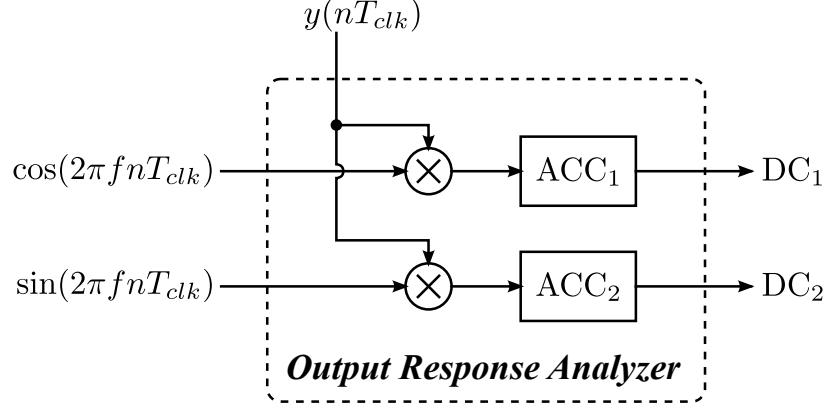 y(nT_{clk})
cos(2πfnT_{clk})
ACC₁
DC₁
sin(2πfnT_{clk})
ACC₂
DC₂
Output Response Analyzer